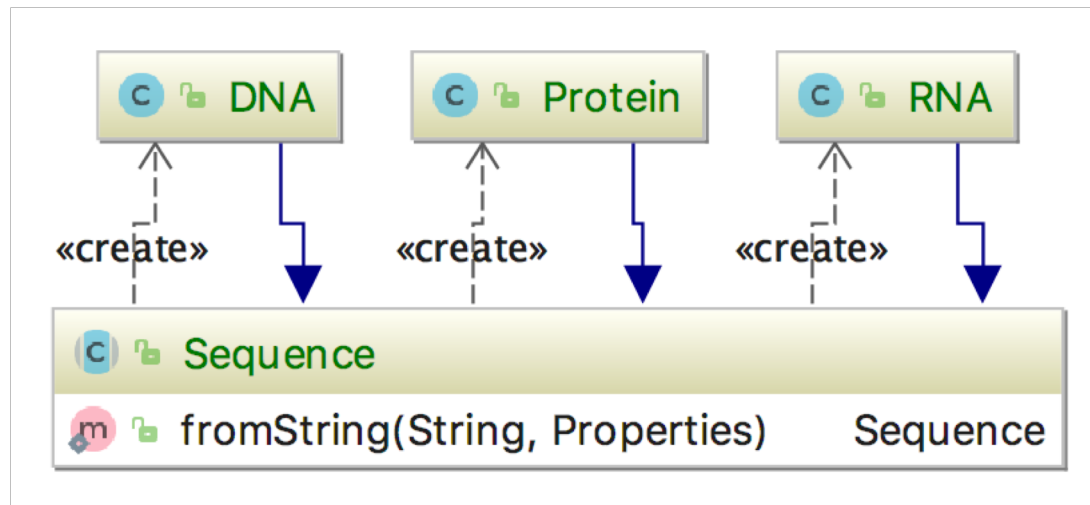 C DNA
C Protein
C RNA
«create» «create» «create»
C Sequence
m fromString(String, Properties) Sequence